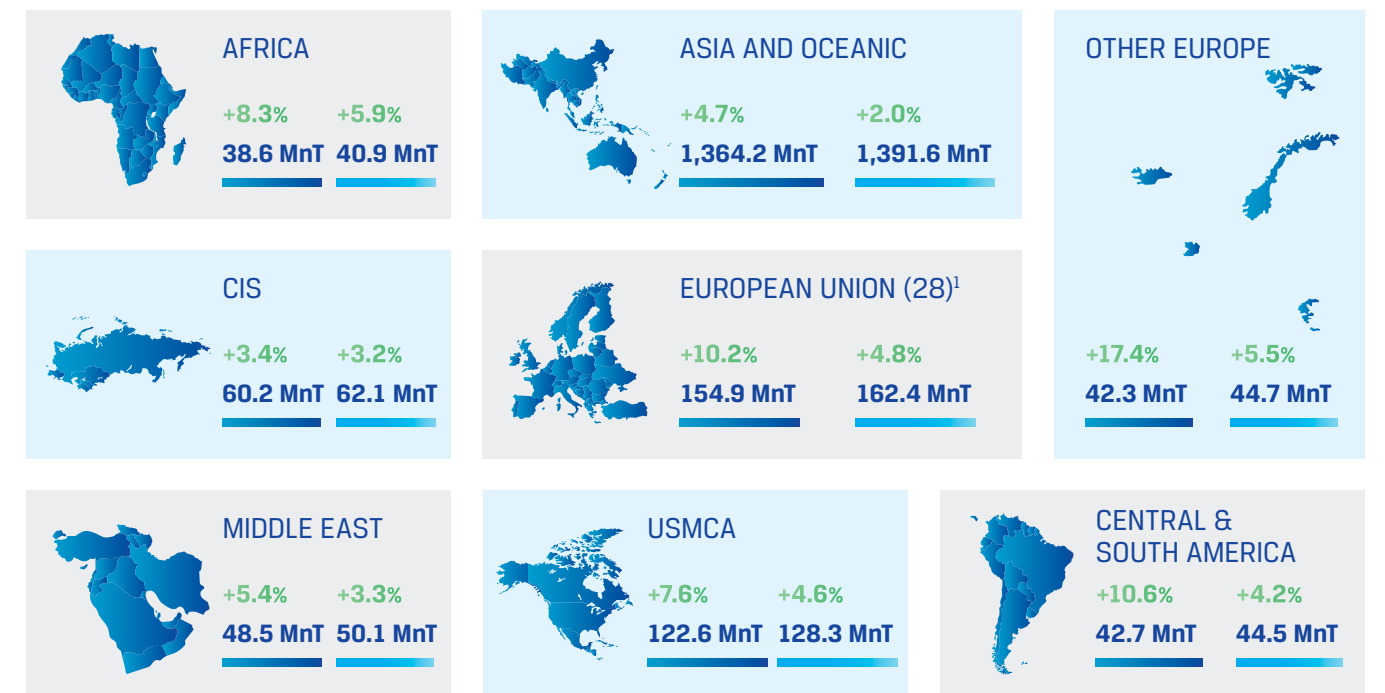 AFRICA
+8.3% +5.9%
38.6 MnT 40.9 MnT
ASIA AND OCEANIC
+4.7% +2.0%
1,364.2 MnT 1,391.6 MnT
OTHER EUROPE
+17.4% +5.5%
42.3 MnT 44.7 MnT
CIS
+3.4% +3.2%
60.2 MnT 62.1 MnT
EUROPEAN UNION (28)¹
+10.2% +4.8%
154.9 MnT 162.4 MnT
MIDDLE EAST
+5.4% +3.3%
48.5 MnT 50.1 MnT
USMCA
+7.6% +4.6%
122.6 MnT 128.3 MnT
CENTRAL &
SOUTH AMERICA
+10.6% +4.2%
42.7 MnT 44.5 MnT